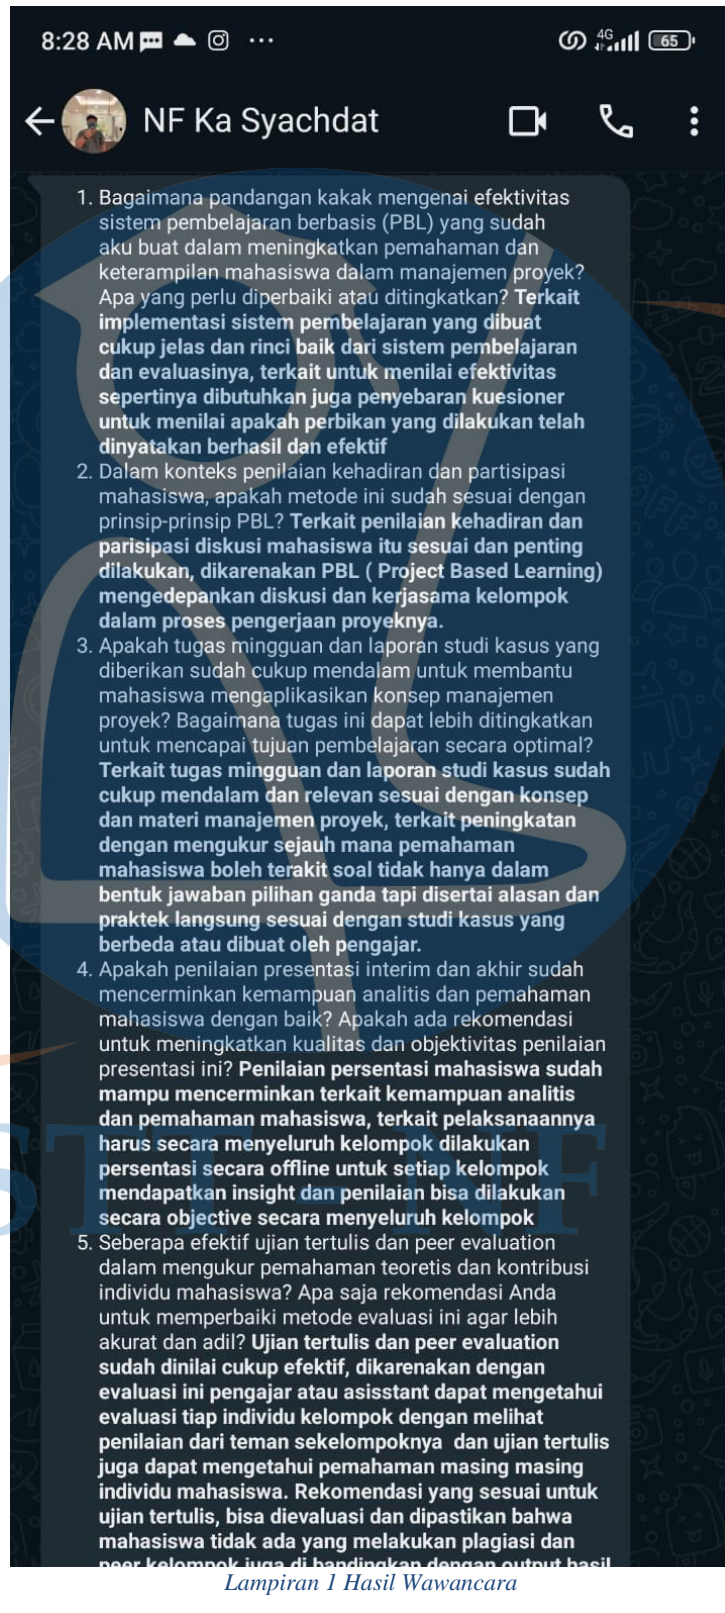 8:28 AM
4G
65
NF Ka Syachdat
1. Bagaimana pandangan kakak mengenai efektivitas
sistem pembelajaran berbasis (PBL) yang sudah
aku buat dalam meningkatkan pemahaman dan
keterampilan mahasiswa dalam manajemen proyek?
Apa yang perlu diperbaiki atau ditingkatkan? Terkait
implementasi sistem pembelajaran yang dibuat
cukup jelas dan rinci baik dari sistem pembelajaran
dan evaluasinya, terkait untuk menilai efektivitas
sepertinya dibutuhkan juga penyebaran kuesioner
untuk menilai apakah perbikan yang dilakukan telah
dinyatakan berhasil dan efektif
2. Dalam konteks penilaian kehadiran dan partisipasi
mahasiswa, apakah metode ini sudah sesuai dengan
prinsip-prinsip PBL? Terkait penilaian kehadiran dan
parisipasi diskusi mahasiswa itu sesuai dan penting
dilakukan, dikarenakan PBL ( Project Based Learning)
mengedepankan diskusi dan kerjasama kelompok
dalam proses pengerjaan proyeknya.
3. Apakah tugas mingguan dan laporan studi kasus yang
diberikan sudah cukup mendalam untuk membantu
mahasiswa mengaplikasikan konsep manajemen
proyek? Bagaimana tugas ini dapat lebih ditingkatkan
untuk mencapai tujuan pembelajaran secara optimal?
Terkait tugas mingguan dan laporan studi kasus sudah
cukup mendalam dan relevan sesuai dengan konsep
dan materi manajemen proyek, terkait peningkatan
dengan mengukur sejauh mana pemahaman
mahasiswa boleh terakit soal tidak hanya dalam
bentuk jawaban pilihan ganda tapi disertai alasan dan
praktek langsung sesuai dengan studi kasus yang
berbeda atau dibuat oleh pengajar.
4. Apakah penilaian presentasi interim dan akhir sudah
mencerminkan kemampuan analitis dan pemahaman
mahasiswa dengan baik? Apakah ada rekomendasi
untuk meningkatkan kualitas dan objektivitas penilaian
presentasi ini? Penilaian persentasi mahasiswa sudah
mampu mencerminkan terkait kemampuan analitis
dan pemahaman mahasiswa, terkait pelaksanaannya
harus secara menyeluruh kelompok dilakukan
persentasi secara offline untuk setiap kelompok
mendapatkan insight dan penilaian bisa dilakukan
secara objective secara menyeluruh kelompok
STT - NF
5. Seberapa efektif ujian tertulis dan peer evaluation
dalam mengukur pemahaman teoretis dan kontribusi
individu mahasiswa? Apa saja rekomendasi Anda
untuk memperbaiki metode evaluasi ini agar lebih
akurat dan adil? Ujian tertulis dan peer evaluation
sudah dinilai cukup efektif, dikarenakan dengan
evaluasi ini pengajar atau asisstant dapat mengetahui
evaluasi tiap individu kelompok dengan melihat
penilaian dari teman sekelompoknya dan ujian tertulis
juga dapat mengetahui pemahaman masing masing
individu mahasiswa. Rekomendasi yang sesuai untuk
ujian tertulis, bisa dievaluasi dan dipastikan bahwa
mahasiswa tidak ada yang melakukan plagiasi dan
peer kelompok juga di bandingkan dengan output hasil
Lampiran 1 Hasil Wawancara